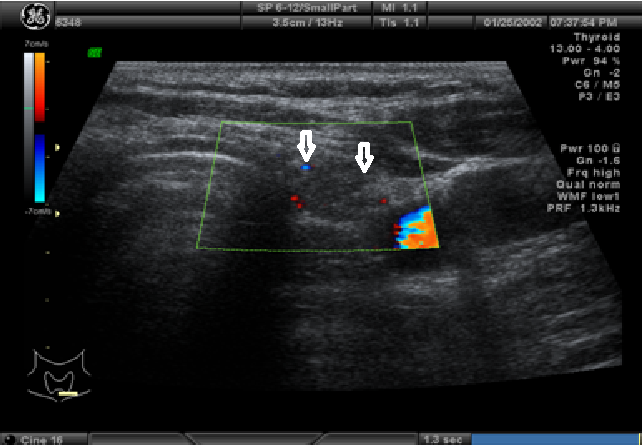 SP 6-12/SmallPart MI 1.1
6348 3.5cm / 13Hz TIs 1.1 01/25/2002 07:37:54 PM
7cm/s
-7cm/s
Thyroid
13.00 - 4.00
Pwr 94 %
Gn -2
C6 / M5
P3 / E3
Pwr 100
Gn -1.6
Frq high
Qual norm
WMF low1
PRF 1.3kHz
Cine 16 1.3 sec